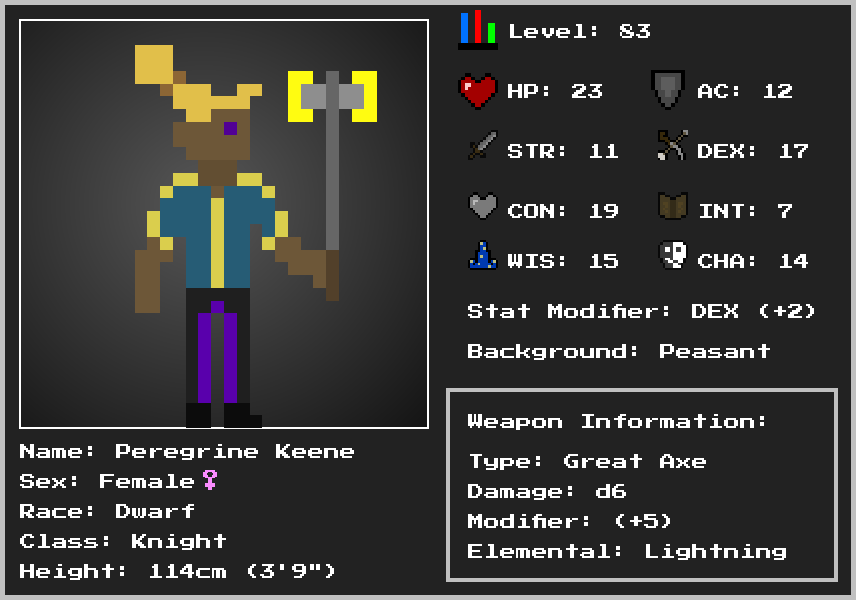 Level: 83
HP: 23 AC: 12
STR: 11 DEX: 17
CON: 19 INT: 7
WIS: 15 CHA: 14
Stat Modifier: DEX (+2)
Background: Peasant
Weapon Information:
Type: Great Axe
Damage: d6
Modifier: (+5)
Elemental: Lightning
Name: Peregrine Keene
Sex: Female♀
Race: Dwarf
Class: Knight
Height: 114cm (3'9")